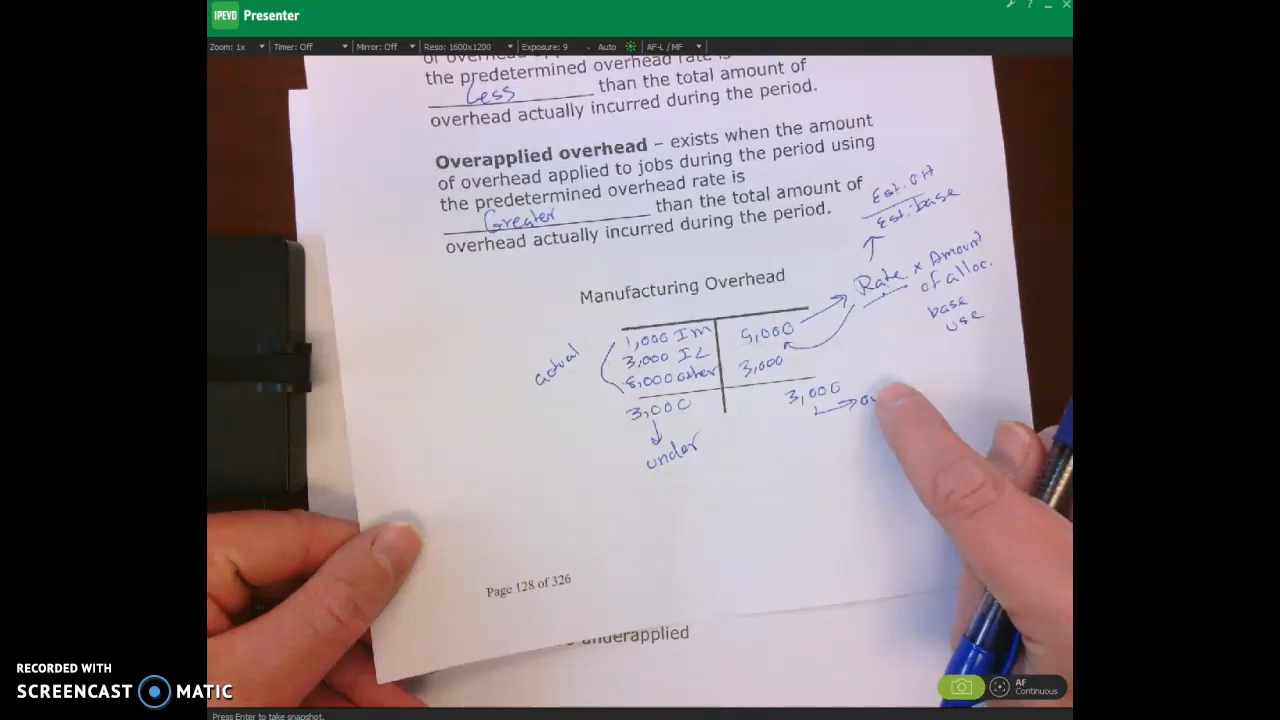 IPEVO Presenter
Zoom: 1x Timer: Off Mirror: Off Reso: 1600x1200 Exposure: 9 - Auto AF-L / MF
of overhead
the predetermined overhead rate is
Less than the total amount of
overhead actually incurred during the period.
Overapplied overhead – exists when the amount
of overhead applied to jobs during the period using
the predetermined overhead rate is
Greater than the total amount of
overhead actually incurred during the period.
Est. OH
Est. base
Rate x Amount
of alloc.
base
use
Manufacturing Overhead
actual
1,000 IM 5,000
3,000 IL 3,000
8,000 other
3,000 3,000
under
Page 128 of 326
underapplied
RECORDED WITH
SCREENCAST MATIC
AF
Continuous
Press Enter to take snapshot.